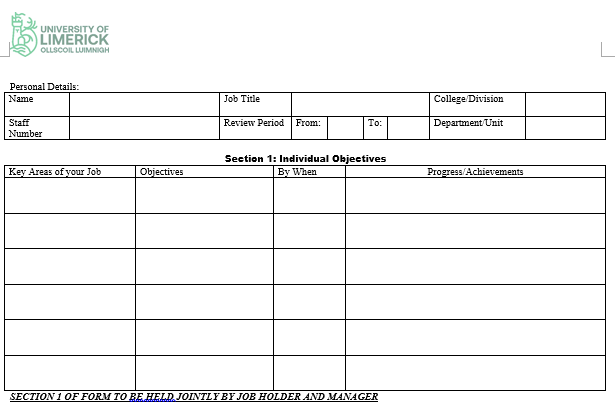 UNIVERSITY OF
LIMERICK
OLLSCOIL LUIMNIGH
Personal Details:
Name Job Title College/Division
Staff Number Review Period From: To: Department/Unit
Section 1: Individual Objectives
Key Areas of your Job Objectives By When Progress/Achievements
SECTION 1 OF FORM TO BE HELD JOINTLY BY JOB HOLDER AND MANAGER